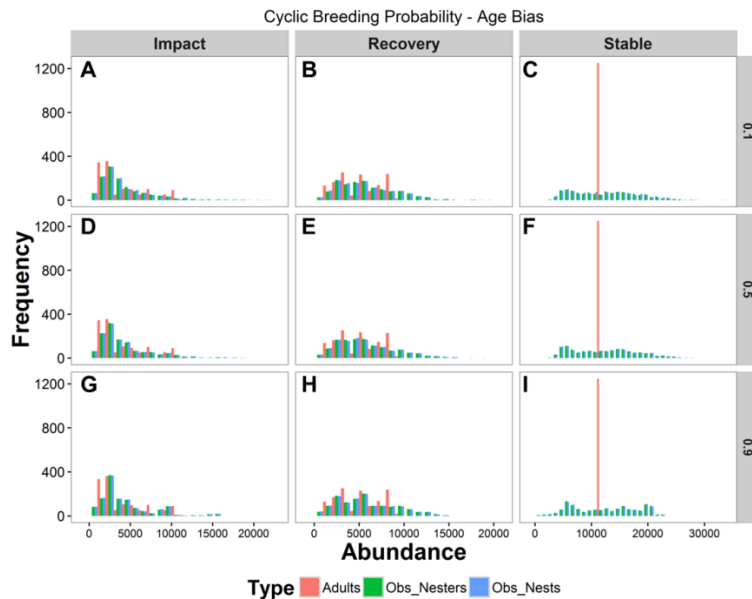 Cyclic Breeding Probability - Age Bias
Impact Recovery Stable
A B C
1200
800
400
0
0.1
D E F
1200
800
400
0
0.5
G H I
1200
800
400
0
0.9
Frequency
0 5000 10000 15000 20000 0 5000 10000 15000 20000 0 10000 20000 30000
Abundance
Type Adults Obs_Nesters Obs_Nests